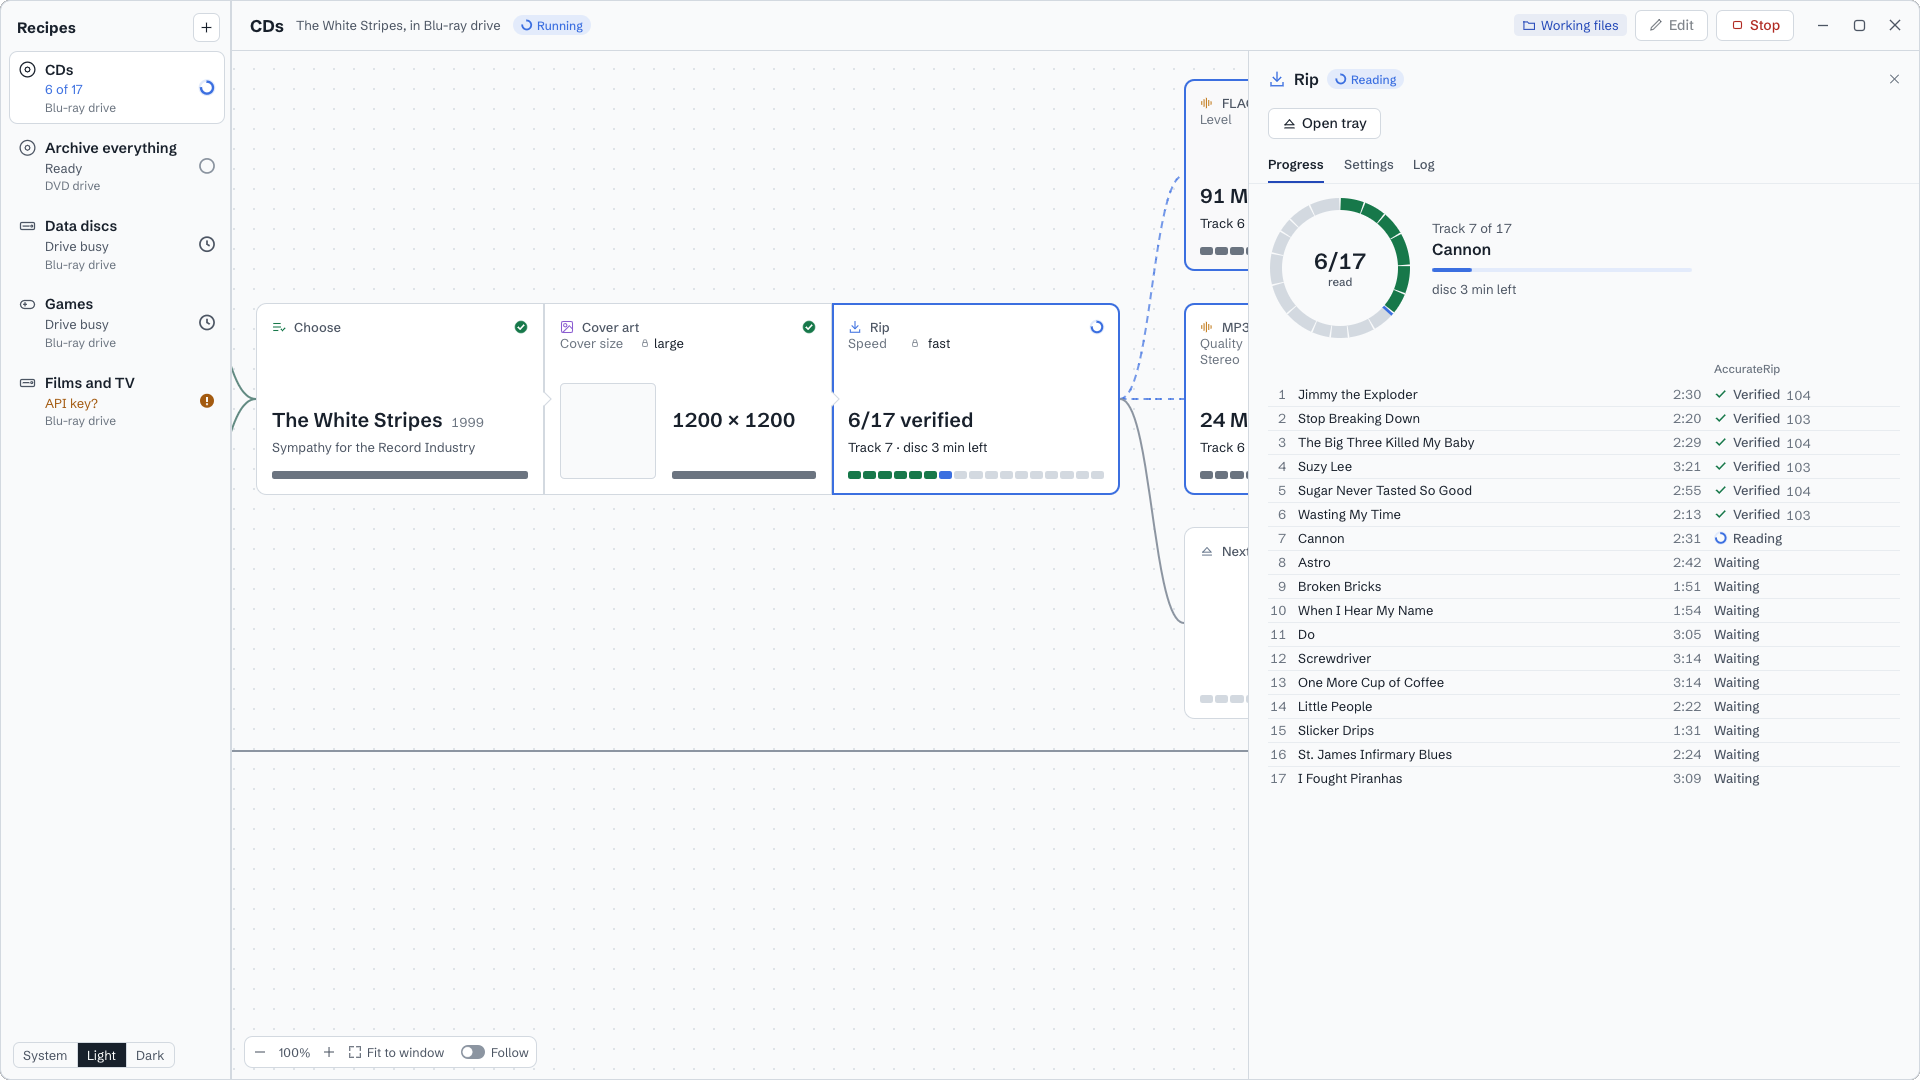 Recipes
CDs
6 of 17
Blu-ray drive
Archive everything
Ready
DVD drive
Data discs
Drive busy
Blu-ray drive
Games
Drive busy
Blu-ray drive
Films and TV
API key?
Blu-ray drive
System Light Dark
CDs The White Stripes, in Blu-ray drive Running
Working files Edit Stop
Choose
The White Stripes 1999
Sympathy for the Record Industry
Cover art
Cover size large
1200 × 1200
Rip
Speed fast
6/17 verified
Track 7 · disc 3 min left
FLA
Level
91 M
Track 6
MP3
Quality
Stereo
24 M
Track 6
Next
100% Fit to window Follow
Rip Reading
Open tray
Progress Settings Log
6/17
read
Track 7 of 17
Cannon
disc 3 min left
AccurateRip
1 Jimmy the Exploder 2:30 Verified 104
2 Stop Breaking Down 2:20 Verified 103
3 The Big Three Killed My Baby 2:29 Verified 104
4 Suzy Lee 3:21 Verified 103
5 Sugar Never Tasted So Good 2:55 Verified 104
6 Wasting My Time 2:13 Verified 103
7 Cannon 2:31 Reading
8 Astro 2:42 Waiting
9 Broken Bricks 1:51 Waiting
10 When I Hear My Name 1:54 Waiting
11 Do 3:05 Waiting
12 Screwdriver 3:14 Waiting
13 One More Cup of Coffee 3:14 Waiting
14 Little People 2:22 Waiting
15 Slicker Drips 1:31 Waiting
16 St. James Infirmary Blues 2:24 Waiting
17 I Fought Piranhas 3:09 Waiting